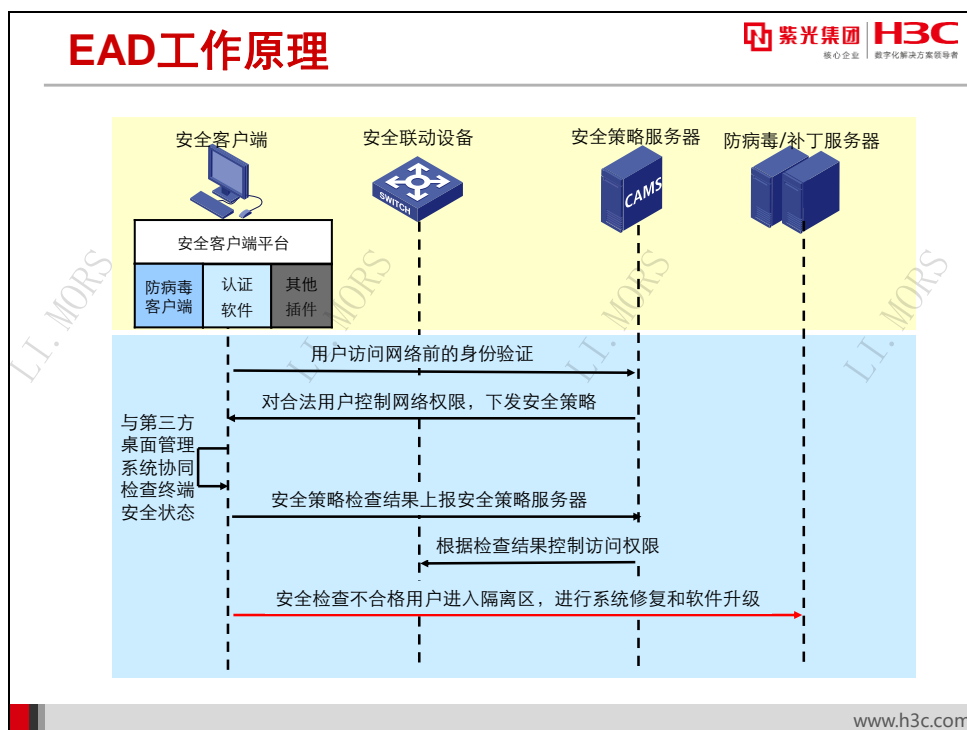 EAD工作原理
紫光集团
核心企业
H3C
数字化解决方案领导者
安全客户端
安全联动设备
安全策略服务器
防病毒/补丁服务器
SWITCH
CAMS
安全客户端平台
防病毒
客户端
认证
软件
其他
插件
LI. MORS
LI. MORS
LI. MORS
LI. MORS
用户访问网络前的身份验证
对合法用户控制网络权限，下发安全策略
与第三方
桌面管理
系统协同
检查终端
安全状态
安全策略检查结果上报安全策略服务器
根据检查结果控制访问权限
安全检查不合格用户进入隔离区，进行系统修复和软件升级
www.h3c.com